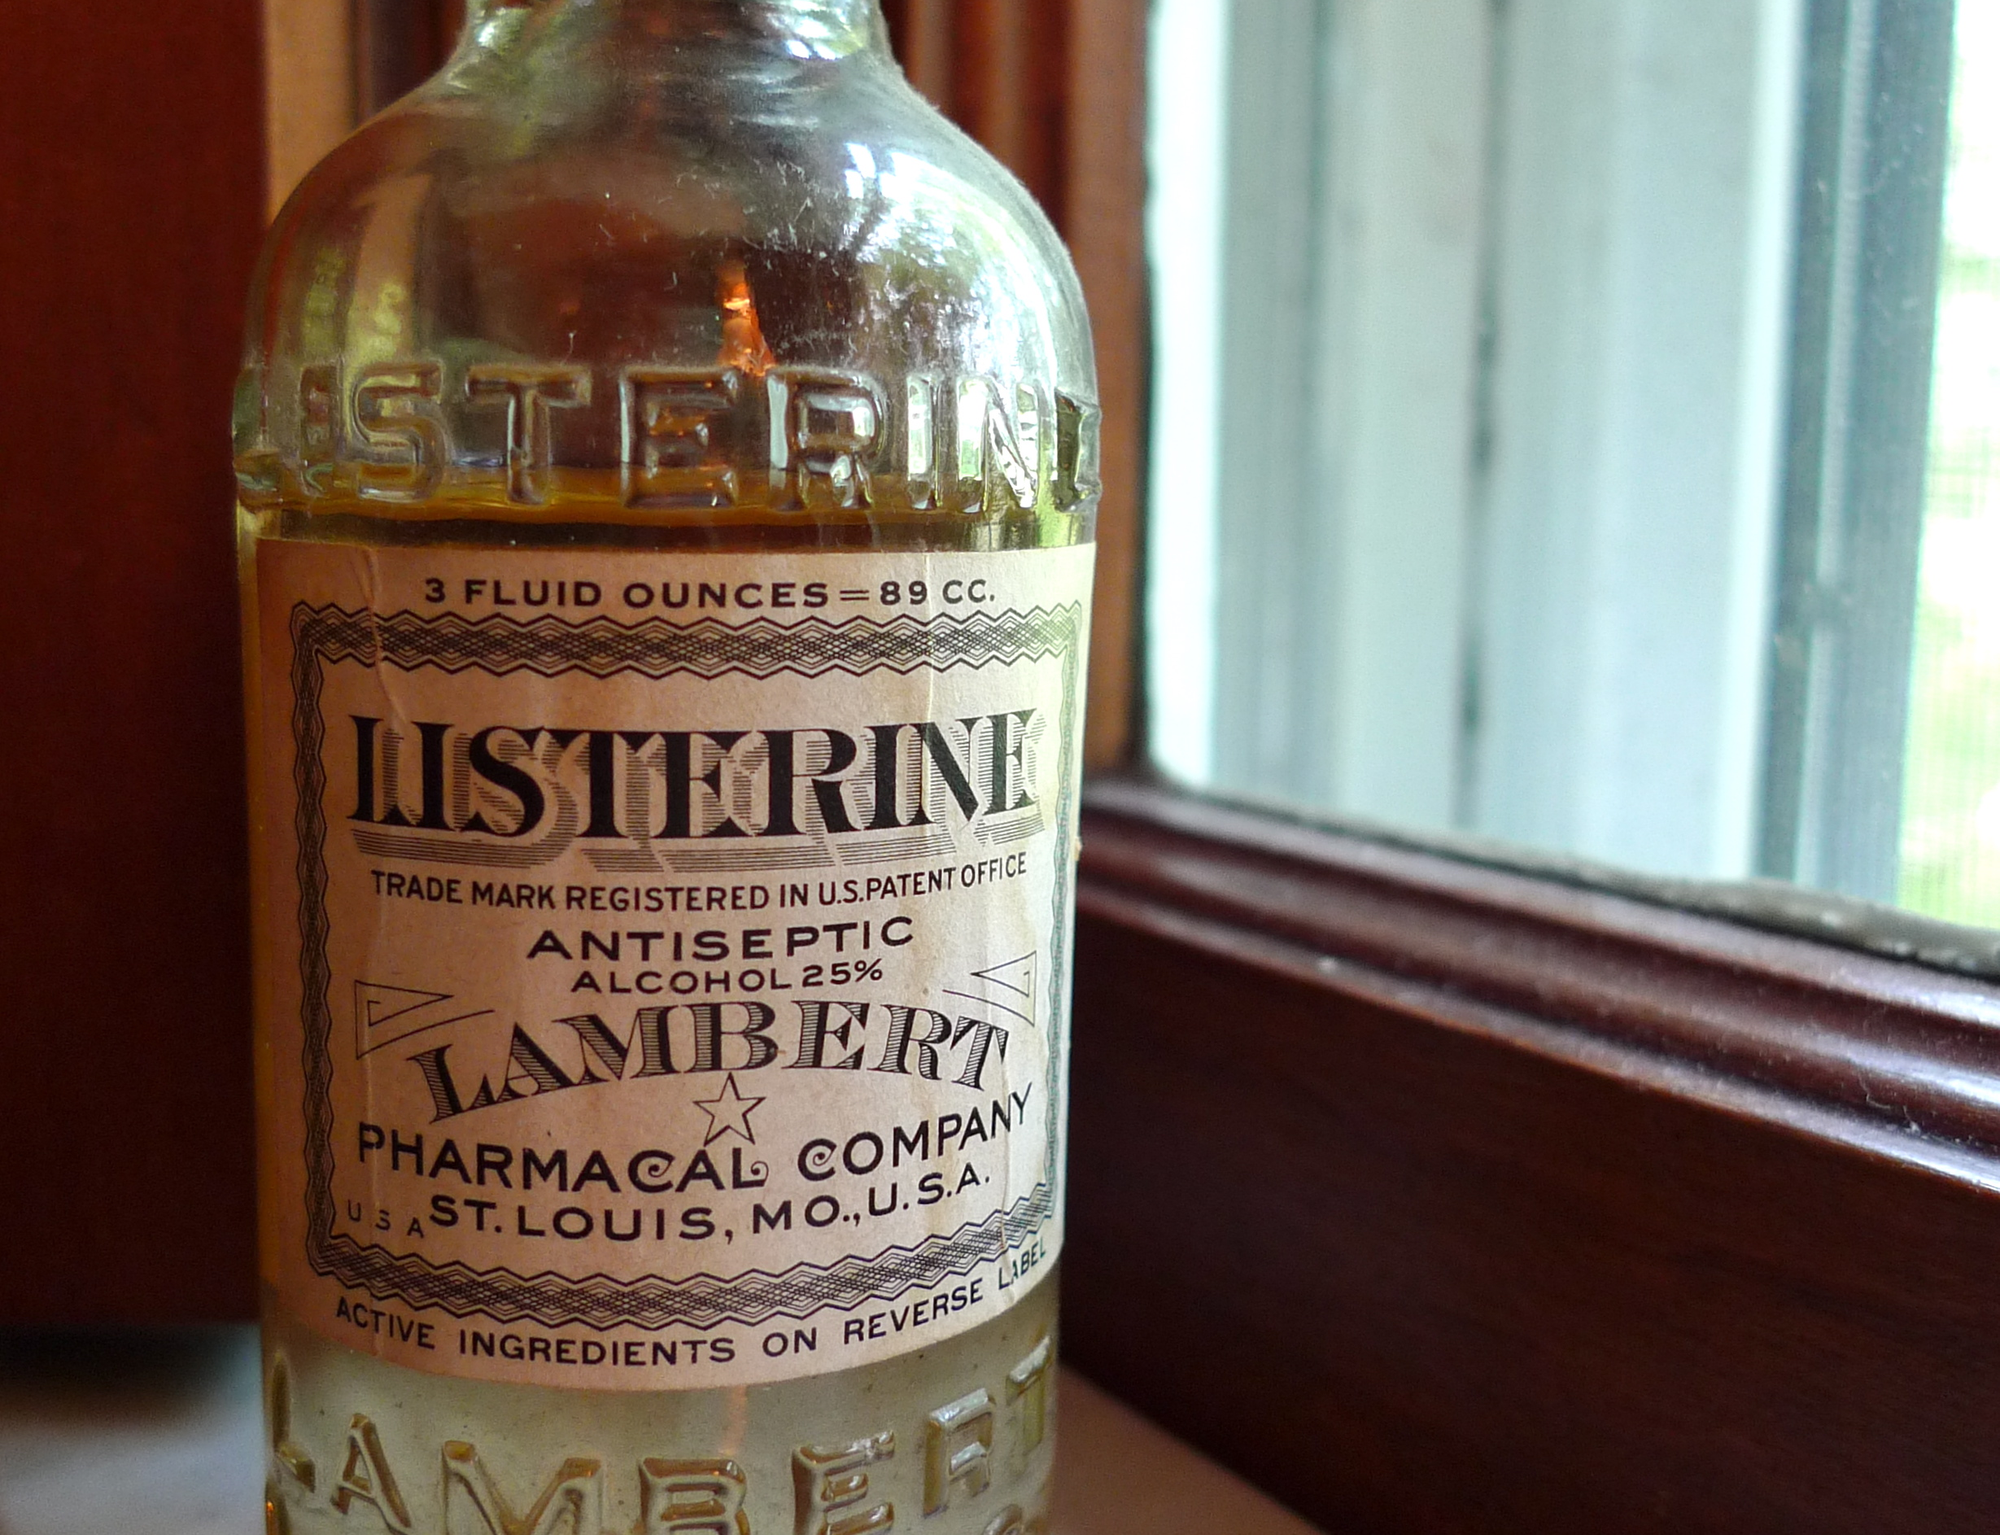 LISTERINE
3 FLUID OUNCES=89 CC.
LISTERINE
TRADE MARK REGISTERED IN U.S.PATENT OFFICE
ANTISEPTIC
ALCOHOL 25%
LAMBERT
PHARMACAL COMPANY
U S A ST. LOUIS, MO., U.S.A.
ACTIVE INGREDIENTS ON REVERSE LABEL
LAMBERT